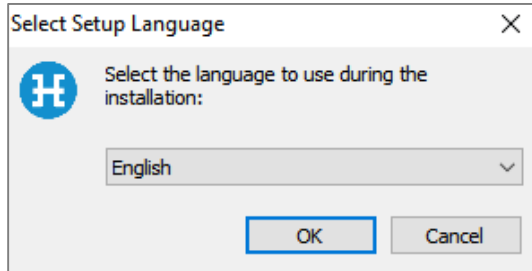 Select Setup Language
Select the language to use during the
installation:
English
OK
Cancel